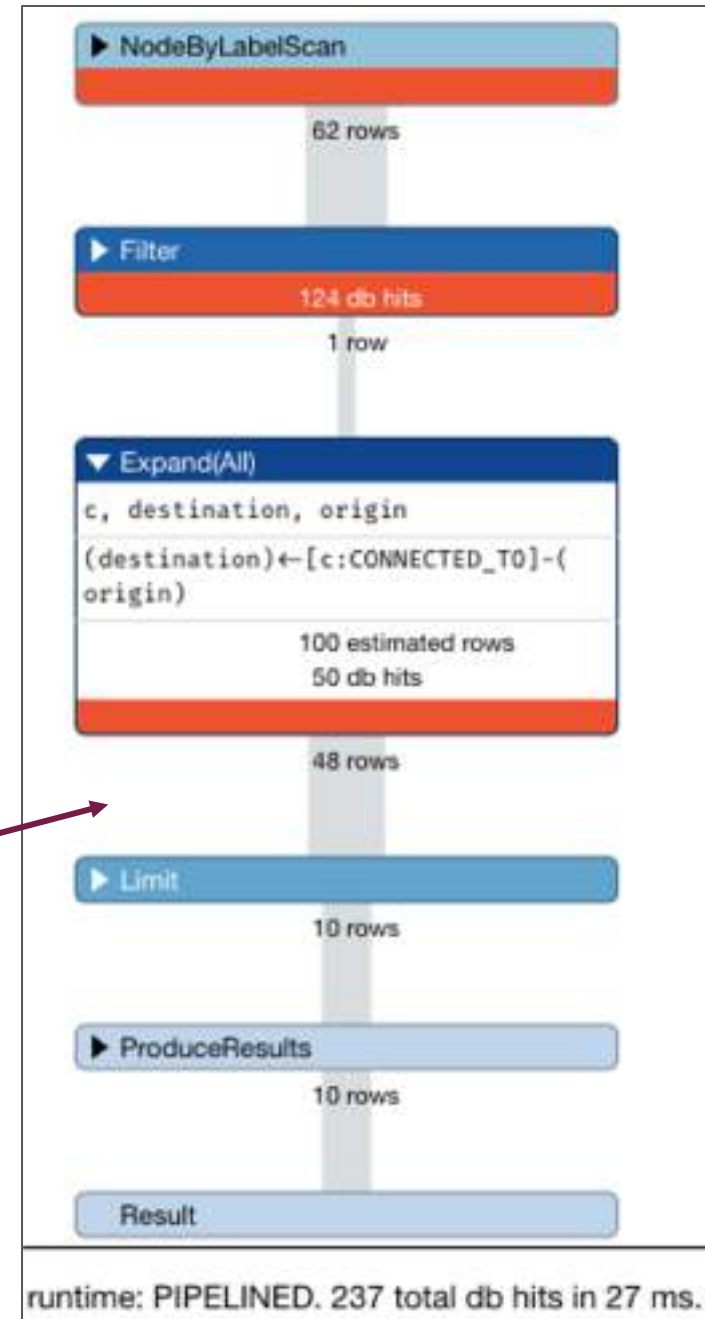 NodeByLabelScan
62 rows
Filter
124 db hits
1 row
Expand(All)
c, destination, origin
(destination)←[c:CONNECTED_TO]-(
origin)
100 estimated rows
50 db hits
48 rows
Limit
10 rows
ProduceResults
10 rows
Result
runtime: PIPELINED. 237 total db hits in 27 ms.